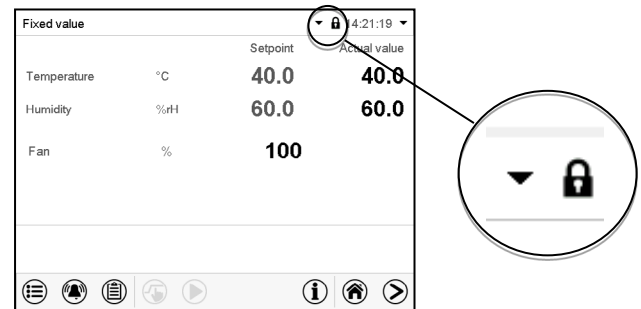 Fixed value 14:21:19
Setpoint Actual value
Temperature °C 40.0 40.0
Humidity %rH 60.0 60.0
Fan % 100